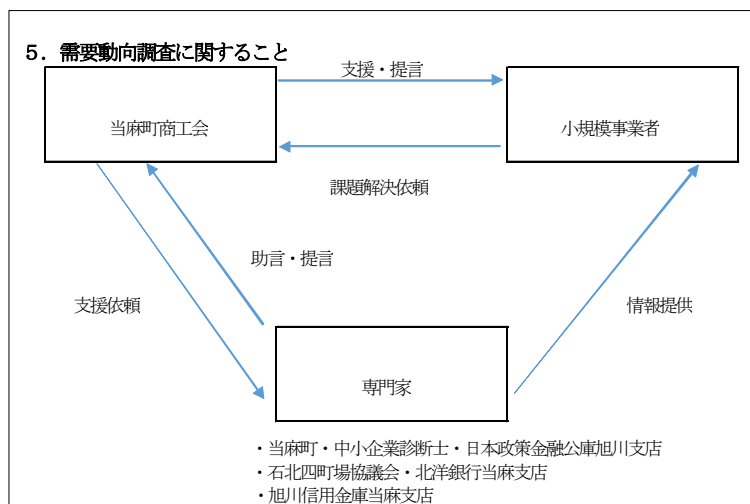 5．需要動向調査に関すること
支援・提言
当麻町商工会
小規模事業者
課題解決依頼
助言・提言
支援依頼
情報提供
専門家
・当麻町・中小企業診断士・日本政策金融公庫旭川支店
・石北四町場協議会・北洋銀行当麻支店
・旭川信用金庫当麻支店